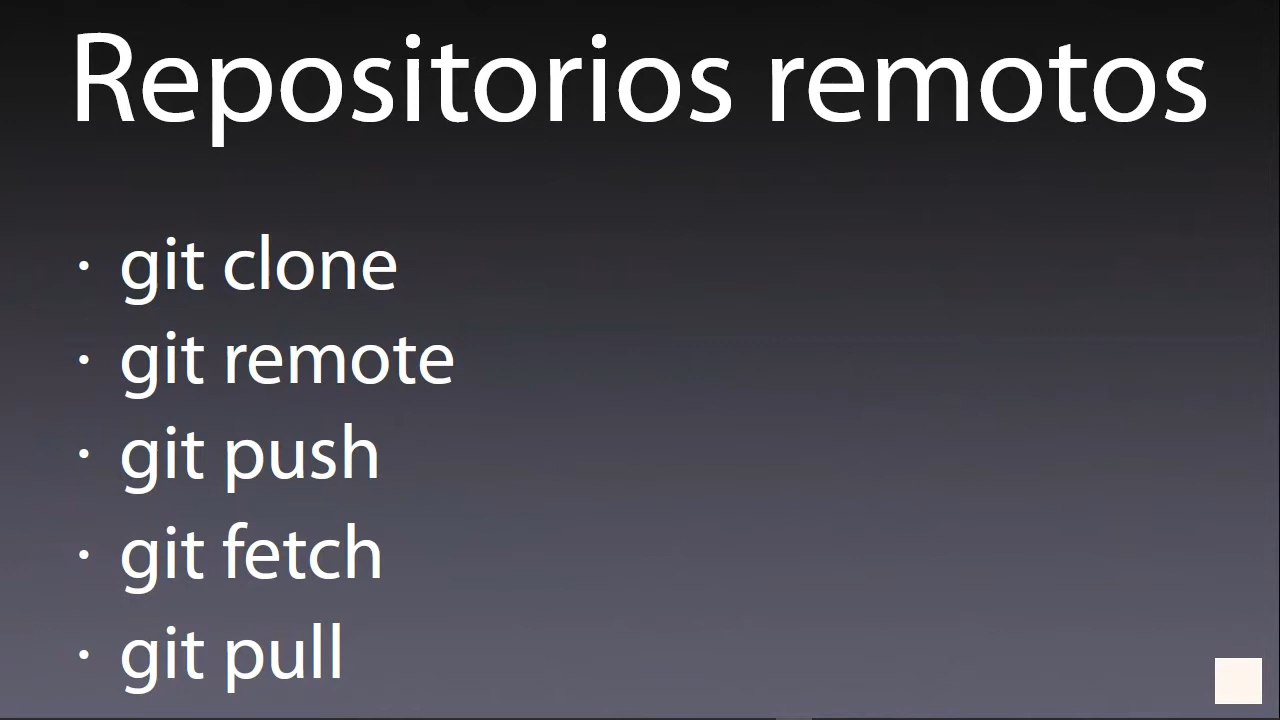 Repositorios remotos
· git clone
· git remote
· git push
· git fetch
· git pull